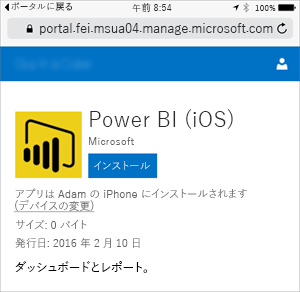 ポータルに戻る 午前 8:54 100%
portal.fei.msua04.manage.microsoft.com
Power BI (iOS)
Microsoft
インストール
アプリは Adam の iPhone にインストールされます
(デバイスの変更)
サイズ: 0 バイト
発行日: 2016 年 2 月 10 日
ダッシュボードとレポート。